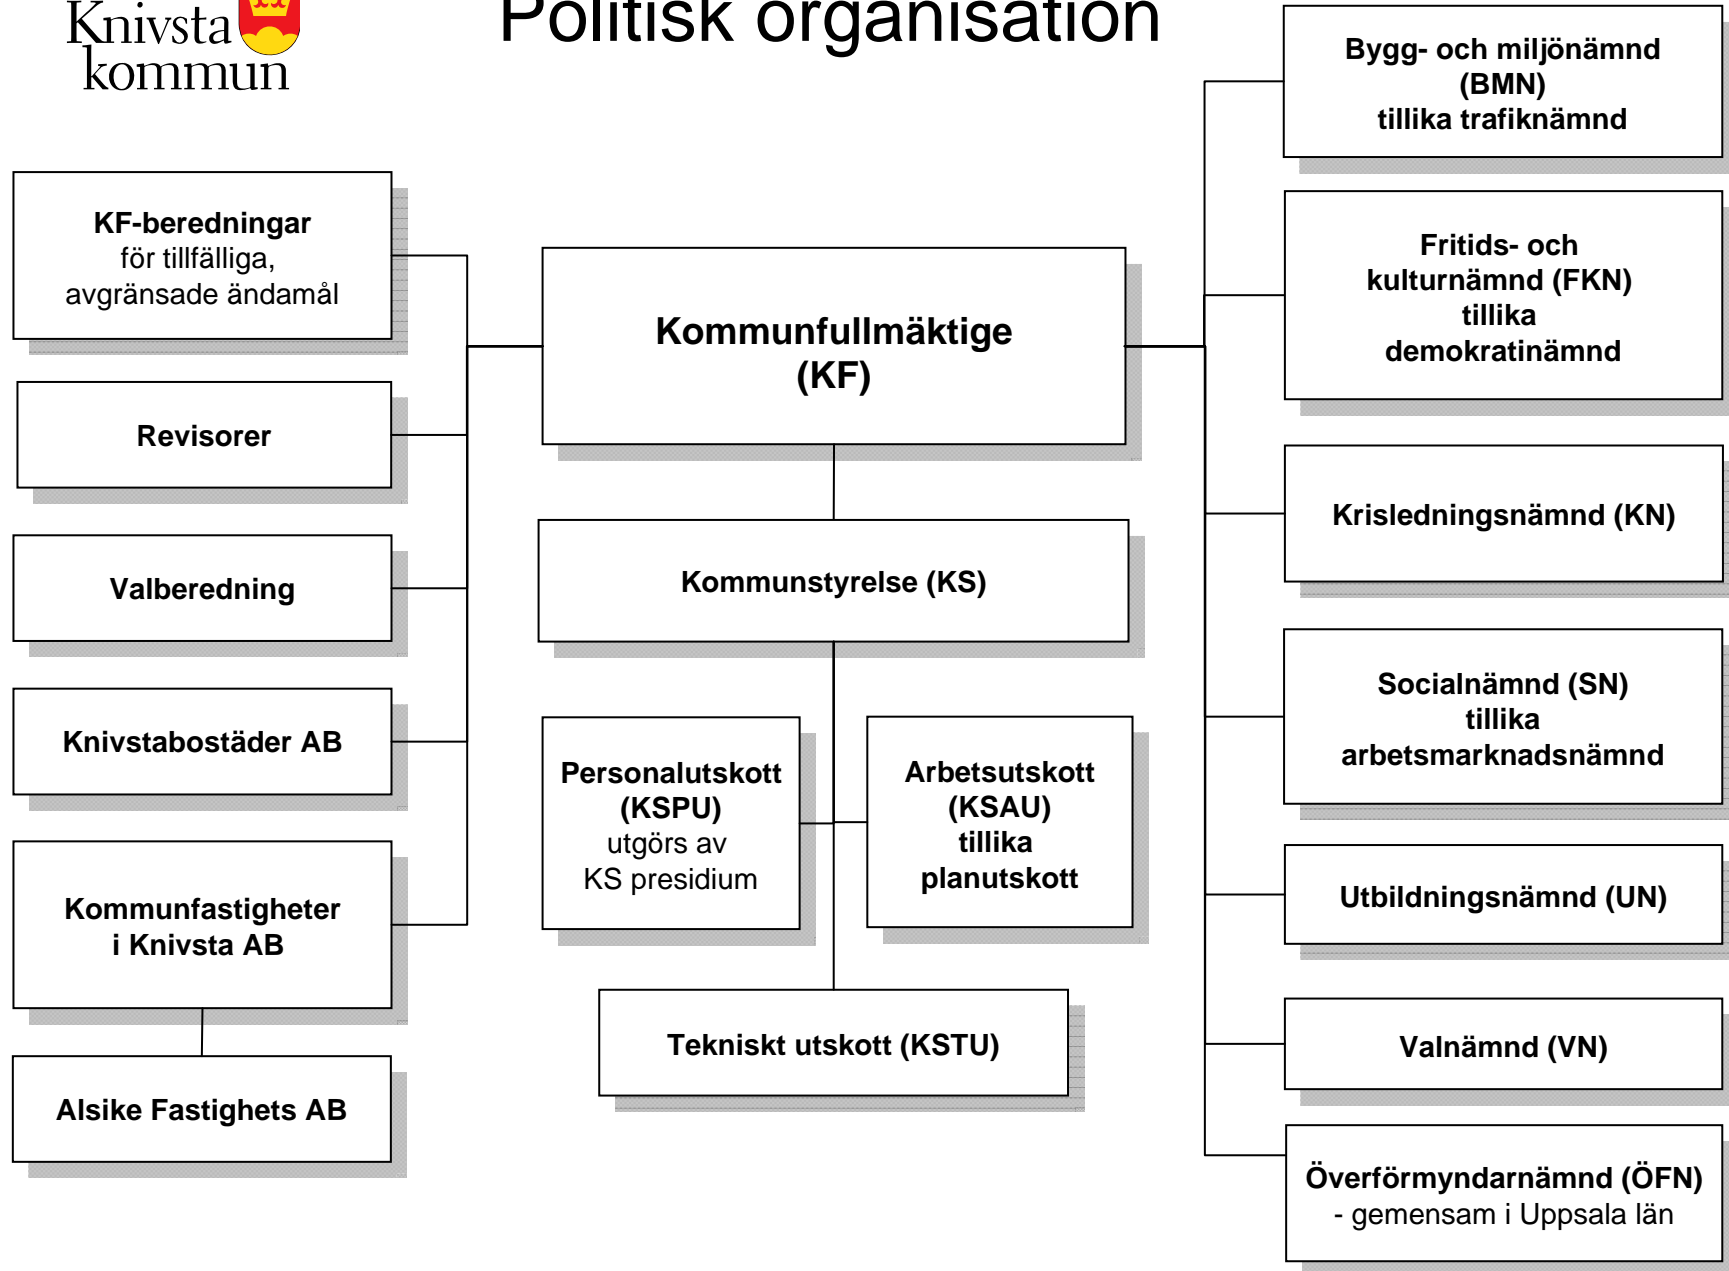 Knivsta
kommun
Politisk organisation
KF-beredningar
för tillfälliga,
avgränsade ändamål
Revisorer
Valberedning
Knivstabostäder AB
Kommunfastigheter
i Knivsta AB
Alsike Fastighets AB
Kommunfullmäktige
(KF)
Kommunstyrelse (KS)
Personalutskott
(KSPU)
utgörs av
KS presidium
Arbetsutskott
(KSAU)
tillika
planutskott
Tekniskt utskott (KSTU)
Bygg- och miljönämnd
(BMN)
tillika trafiknämnd
Fritids- och
kulturnämnd (FKN)
tillika
demokratinämnd
Krisledningsnämnd (KN)
Socialnämnd (SN)
tillika
arbetsmarknadsnämnd
Utbildningsnämnd (UN)
Valnämnd (VN)
Överförmyndarnämnd (ÖFN)
- gemensam i Uppsala län